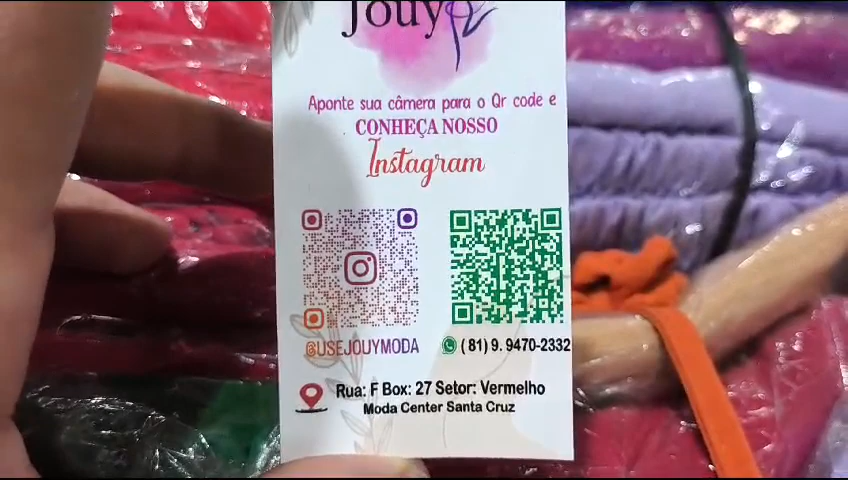 Jouy
Aponte sua câmera para o Qr code e
CONHEÇA NOSSO
Instagram
@USEJOUYMODA
(81) 9. 9470-2332
Rua: F Box: 27 Setor: Vermelho
Moda Center Santa Cruz